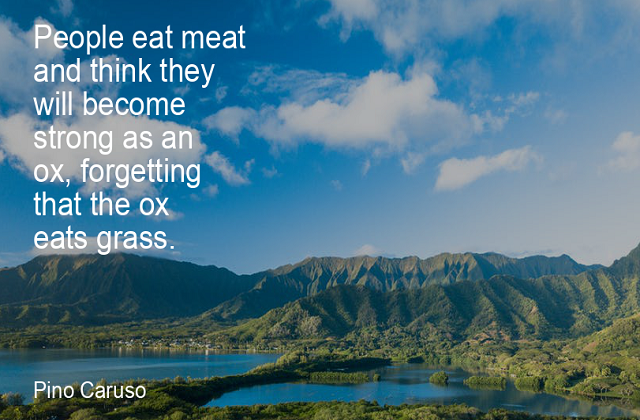 People eat meat
and think they
will become
strong as an
ox, forgetting
that the ox
eats grass.
Pino Caruso